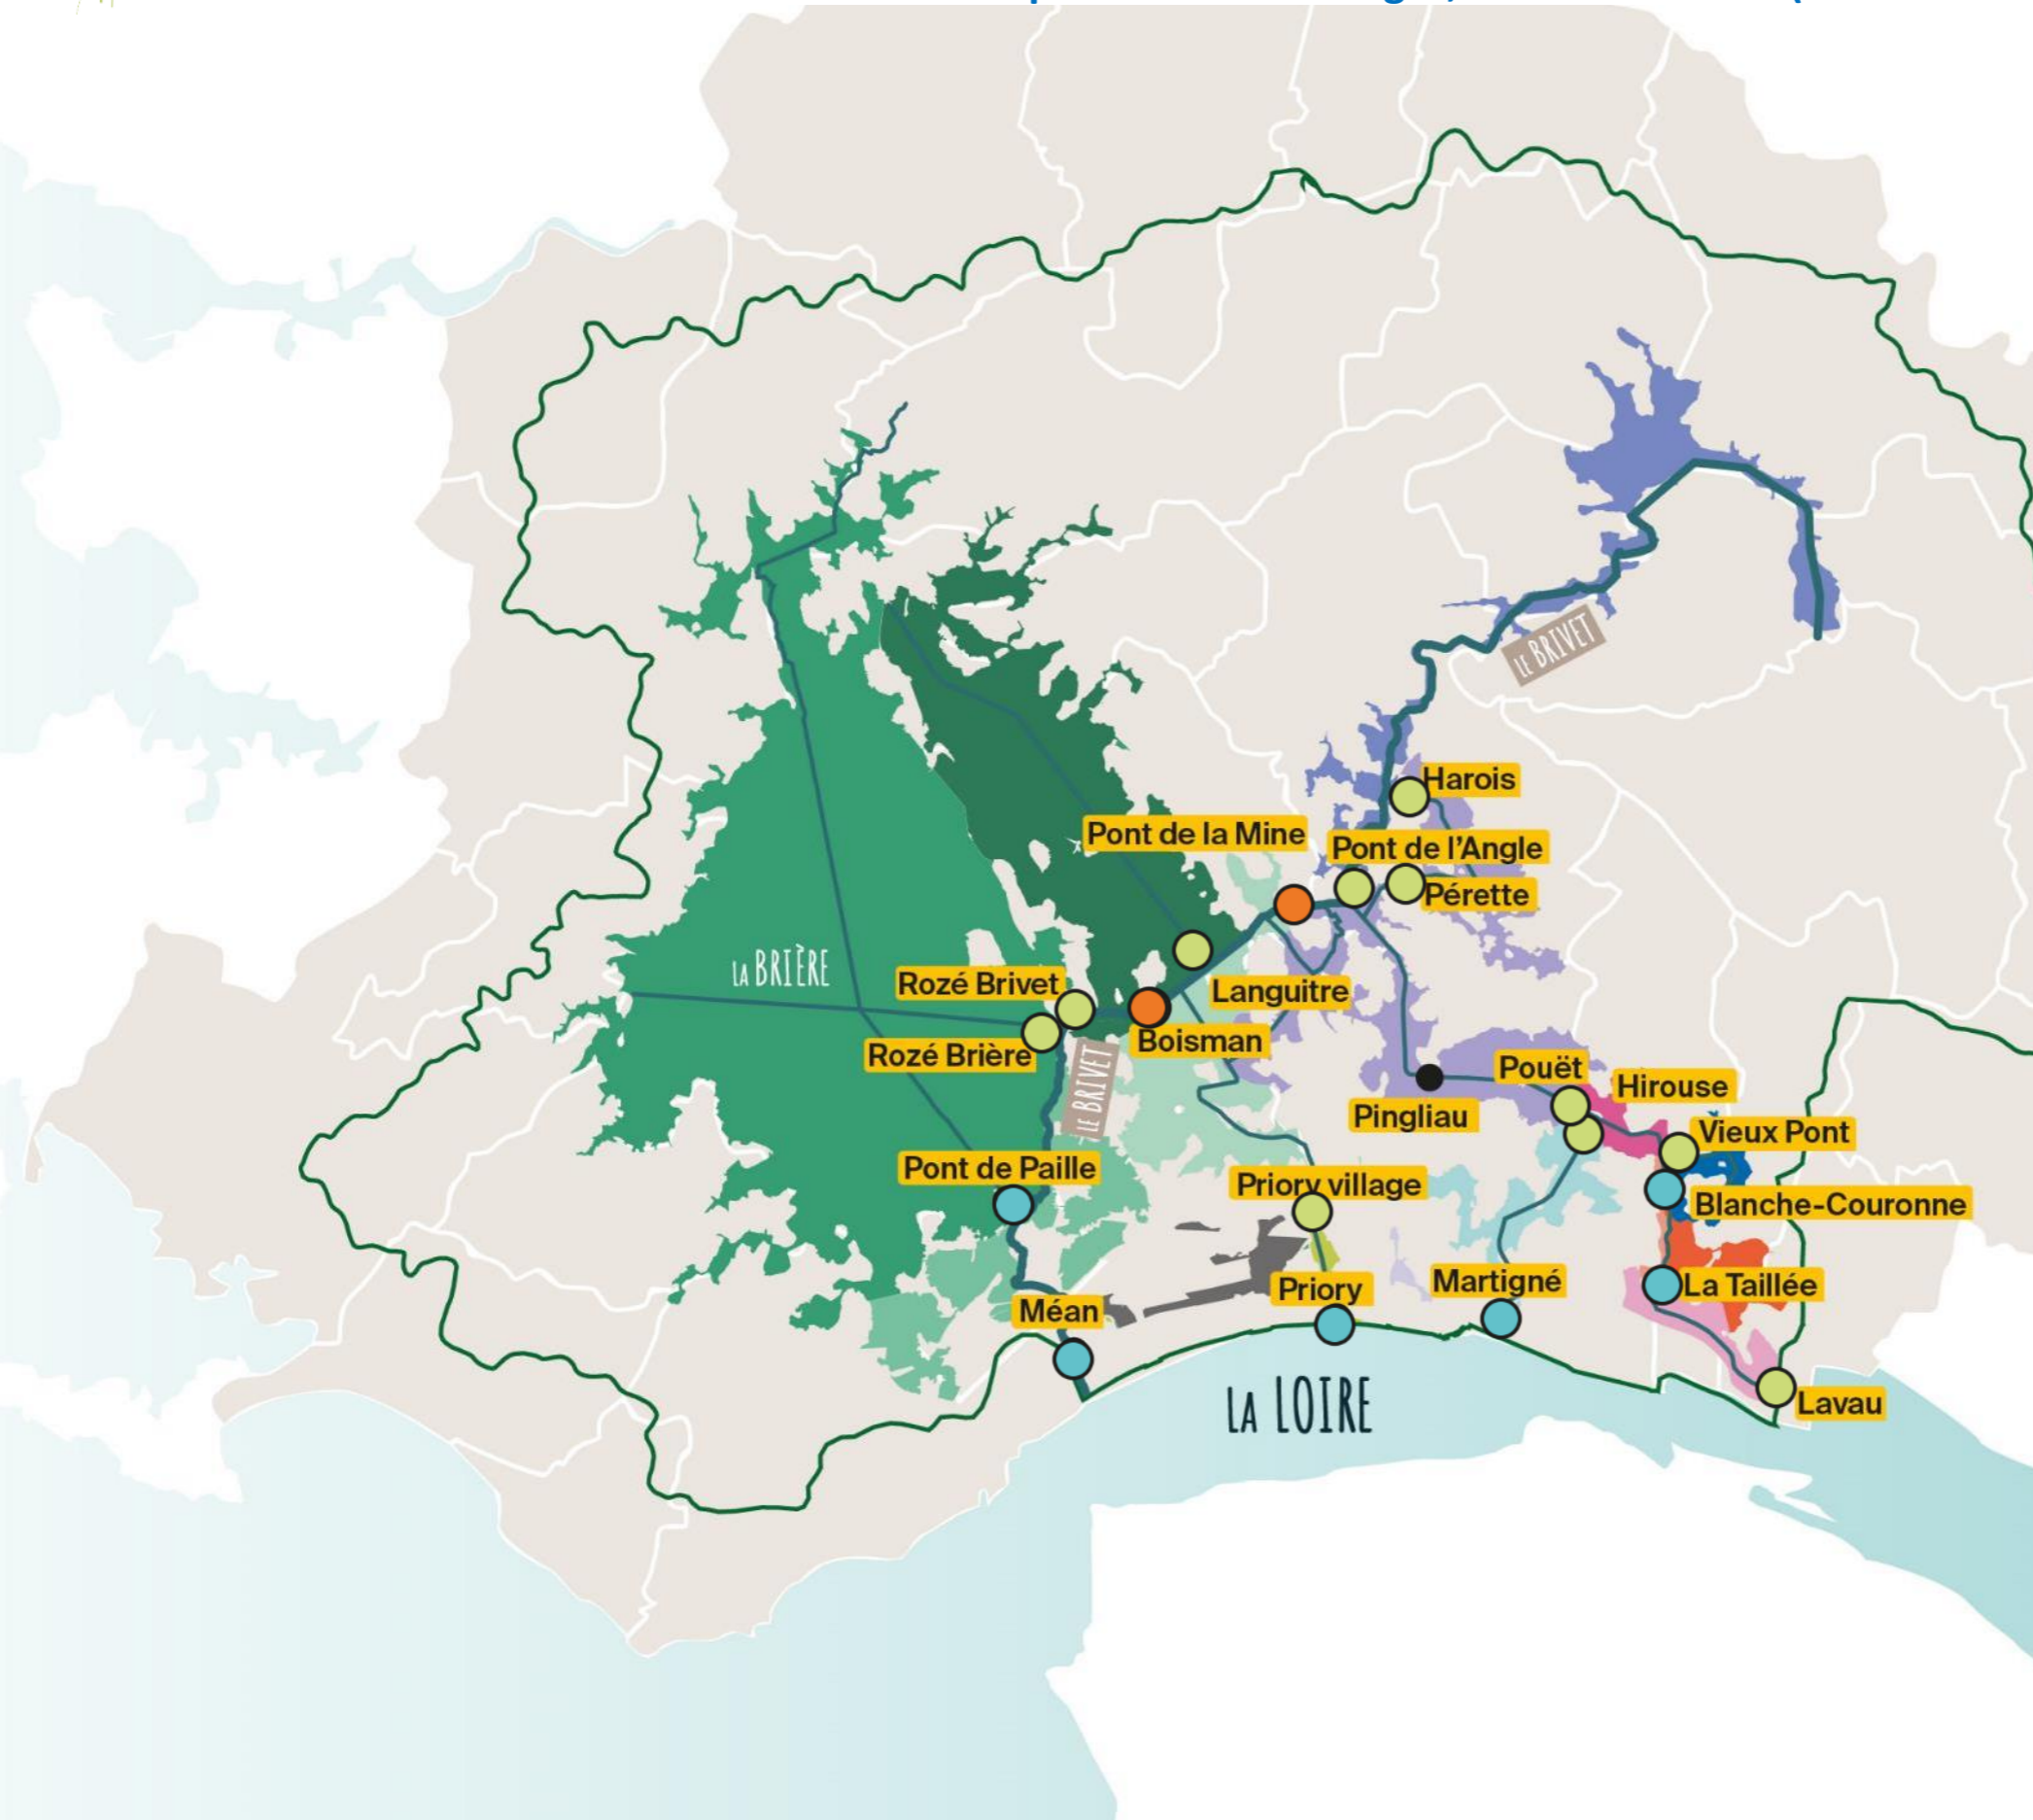 Harois
Pont de la Mine
Pont de l'Angle
Pérette
LE BRIVET
LA BRIÈRE
Rozé Brivet
Languitre
Boisman
Rozé Brière
LE BRIVET
Pouët
Hirouse
Pingliau
Vieux Pont
Pont de Paille
Priory village
Blanche-Couronne
Priory
Martigné
La Taillée
Méan
LA LOIRE
Lavau